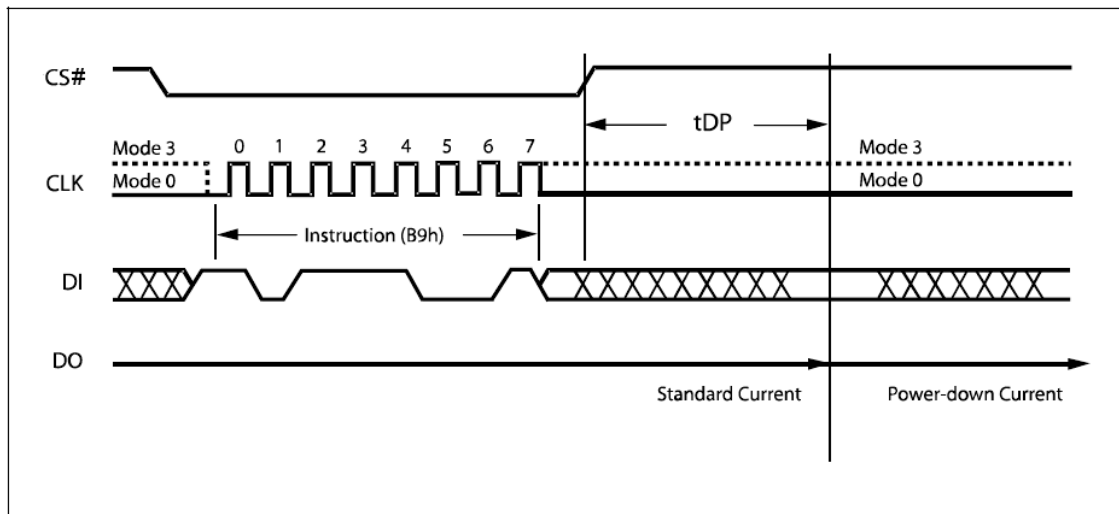 CS#
tDP
Mode 3
0 1 2 3 4 5 6 7
Mode 3
CLK
Mode 0
Mode 0
Instruction (B9h)
DI
DO
Standard Current
Power-down Current